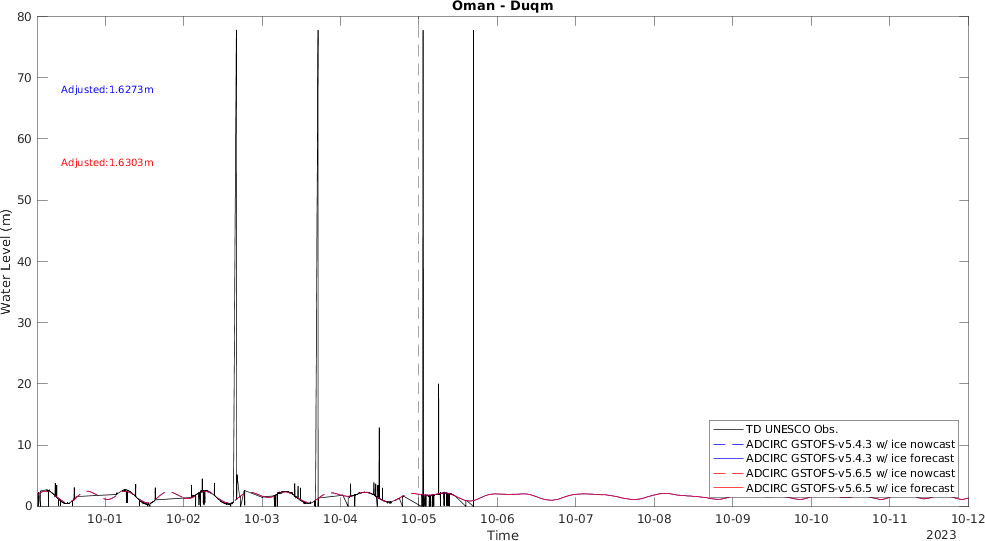 Oman - Duqm
80
70
60
50
40
30
20
10
0
Water Level (m)
Adjusted:1.6273m
Adjusted:1.6303m
TD UNESCO Obs.
ADCIRC GSTOFS-v5.4.3 w/ ice nowcast
ADCIRC GSTOFS-v5.4.3 w/ ice forecast
ADCIRC GSTOFS-v5.6.5 w/ ice nowcast
ADCIRC GSTOFS-v5.6.5 w/ ice forecast
10-01 10-02 10-03 10-04 10-05 10-06 10-07 10-08 10-09 10-10 10-11 10-12
Time
2023